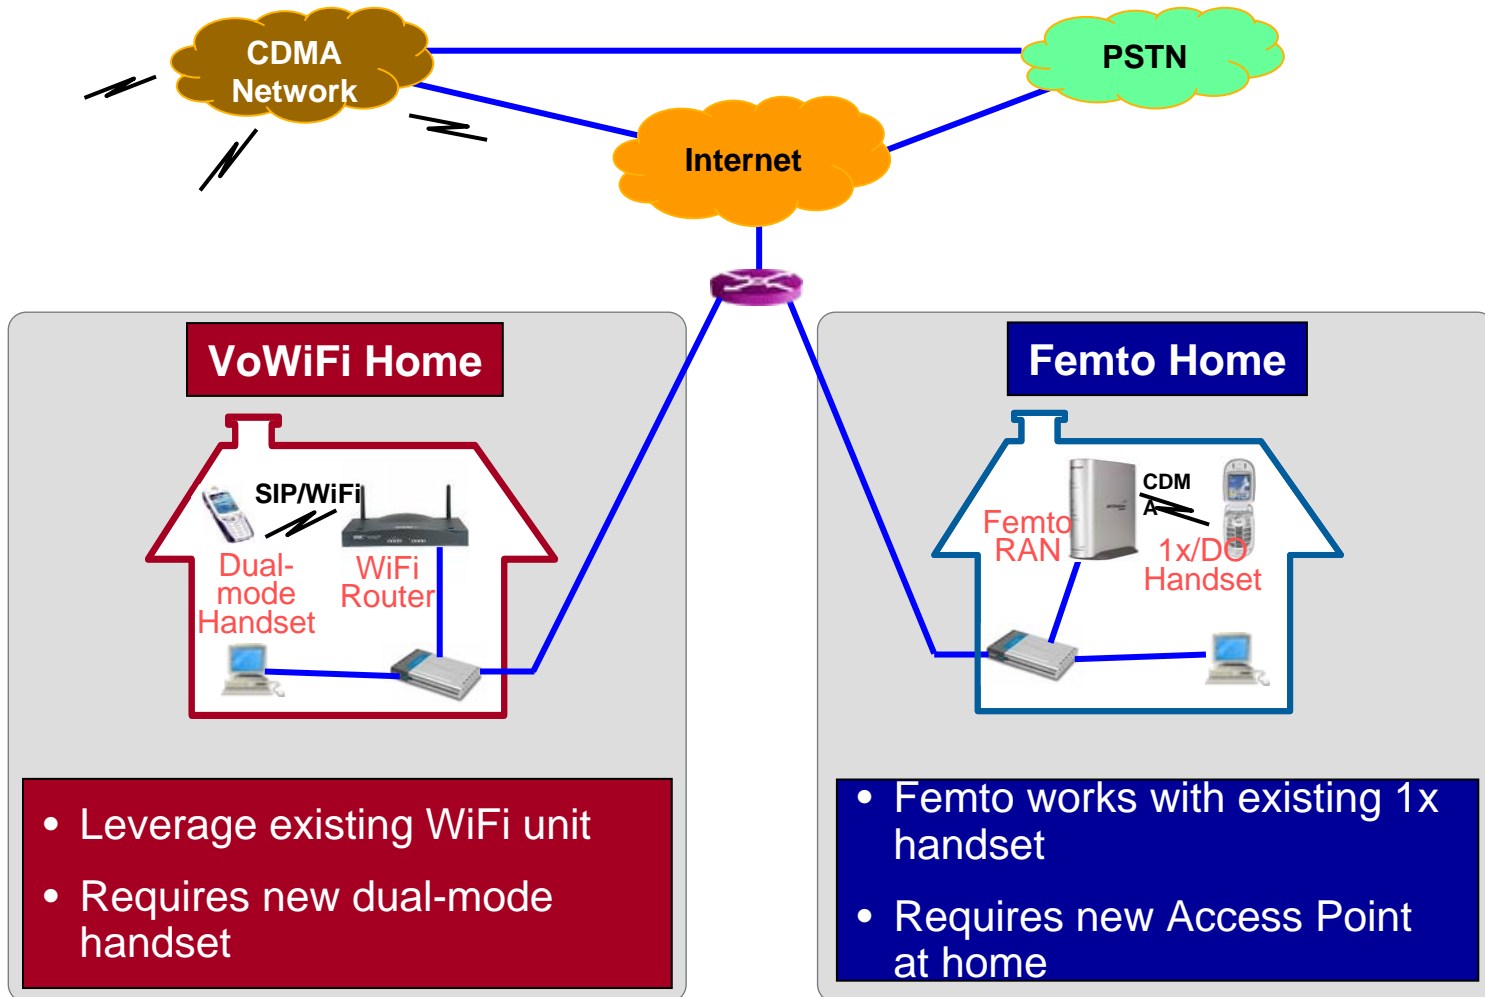 CDMA
Network
PSTN
Internet
VoWiFi Home
SIP/WiFi
Dual-
mode
Handset
WiFi
Router
• Leverage existing WiFi unit
• Requires new dual-mode
handset
Femto Home
CDM
A
Femto
RAN
1x/DO
Handset
• Femto works with existing 1x
handset
• Requires new Access Point
at home